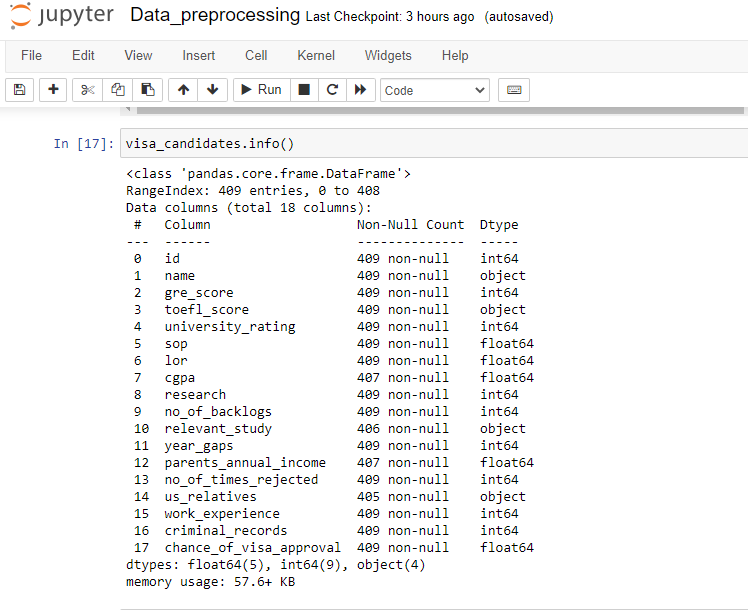 jupyter Data_preprocessing Last Checkpoint: 3 hours ago (autosaved)
File Edit View Insert Cell Kernel Widgets Help
Run Code
In [17]: visa_candidates.info()
<class 'pandas.core.frame.DataFrame'>
RangeIndex: 409 entries, 0 to 408
Data columns (total 18 columns):
 #   Column                  Non-Null Count  Dtype
---  ------                  --------------  -----
 0   id                      409 non-null    int64
 1   name                    409 non-null    object
 2   gre_score               409 non-null    int64
 3   toefl_score             409 non-null    object
 4   university_rating       409 non-null    int64
 5   sop                     409 non-null    float64
 6   lor                     409 non-null    float64
 7   cgpa                    407 non-null    float64
 8   research                409 non-null    int64
 9   no_of_backlogs          409 non-null    int64
 10  relevant_study          406 non-null    object
 11  year_gaps               409 non-null    int64
 12  parents_annual_income   407 non-null    float64
 13  no_of_times_rejected    409 non-null    int64
 14  us_relatives            405 non-null    object
 15  work_experience         409 non-null    int64
 16  criminal_records        409 non-null    int64
 17  chance_of_visa_approval 409 non-null    float64
dtypes: float64(5), int64(9), object(4)
memory usage: 57.6+ KB